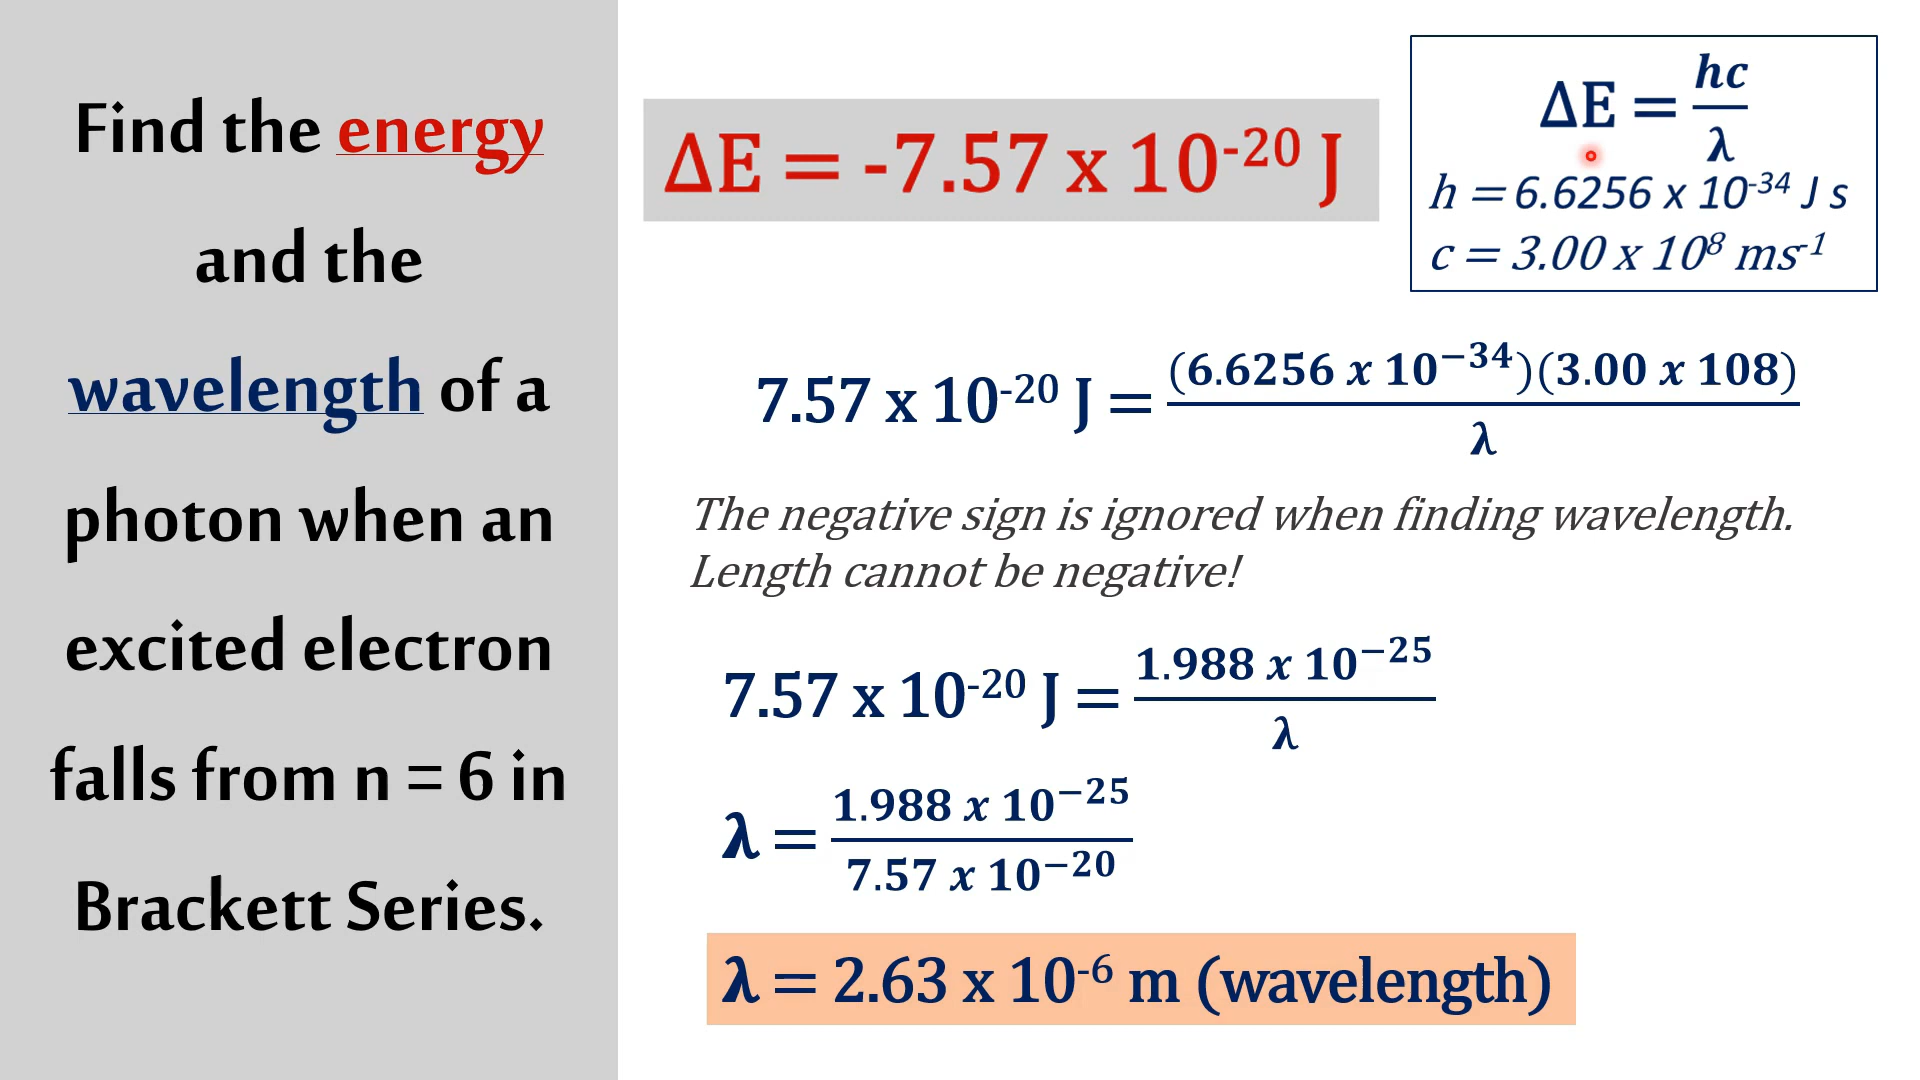 Find the energy
and the
wavelength of a
photon when an
excited electron
falls from n = 6 in
Brackett Series.
ΔE = -7.57 x 10⁻²⁰ J
ΔE = hc/λ
h = 6.6256 x 10⁻³⁴ J s
c = 3.00 x 10⁸ ms⁻¹
7.57 x 10⁻²⁰ J = (6.6256 x 10⁻³⁴)(3.00 x 108)/λ
The negative sign is ignored when finding wavelength.
Length cannot be negative!
7.57 x 10⁻²⁰ J = 1.988 x 10⁻²⁵/λ
λ = 1.988 x 10⁻²⁵/7.57 x 10⁻²⁰
λ = 2.63 x 10⁻⁶ m (wavelength)